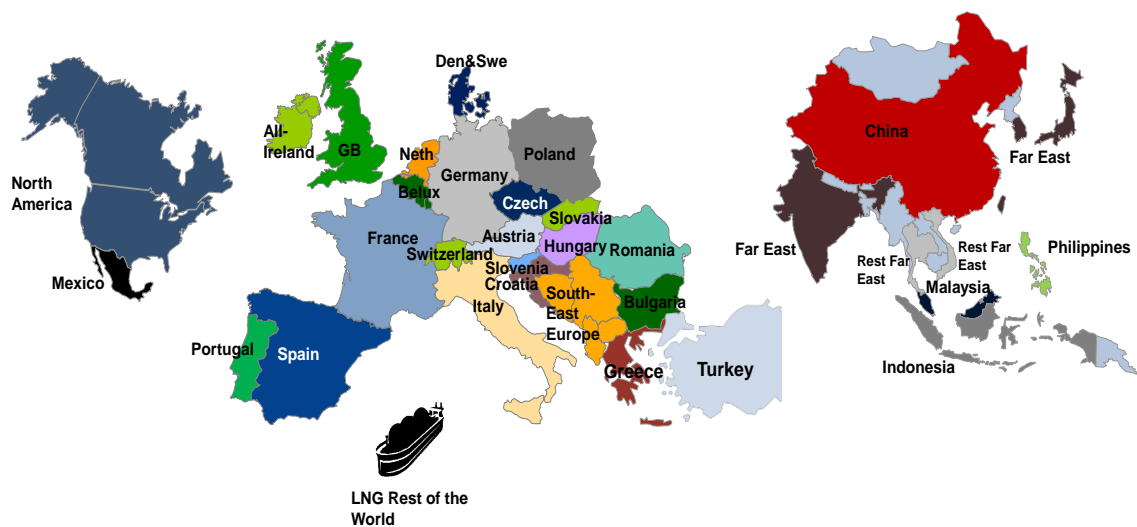 North
America
Mexico
Den&Swe
All-
Ireland
GB
Neth
Belux
Germany
Poland
Czech
Slovakia
France
Switzerland
Austria
Hungary
Romania
Slovenia
Croatia
Italy
South-
East
Europe
Bulgaria
Portugal
Spain
Greece
Turkey
LNG Rest of the
World
China
Far East
Far East
Rest Far
East
Rest Far
East
Philippines
Malaysia
Indonesia